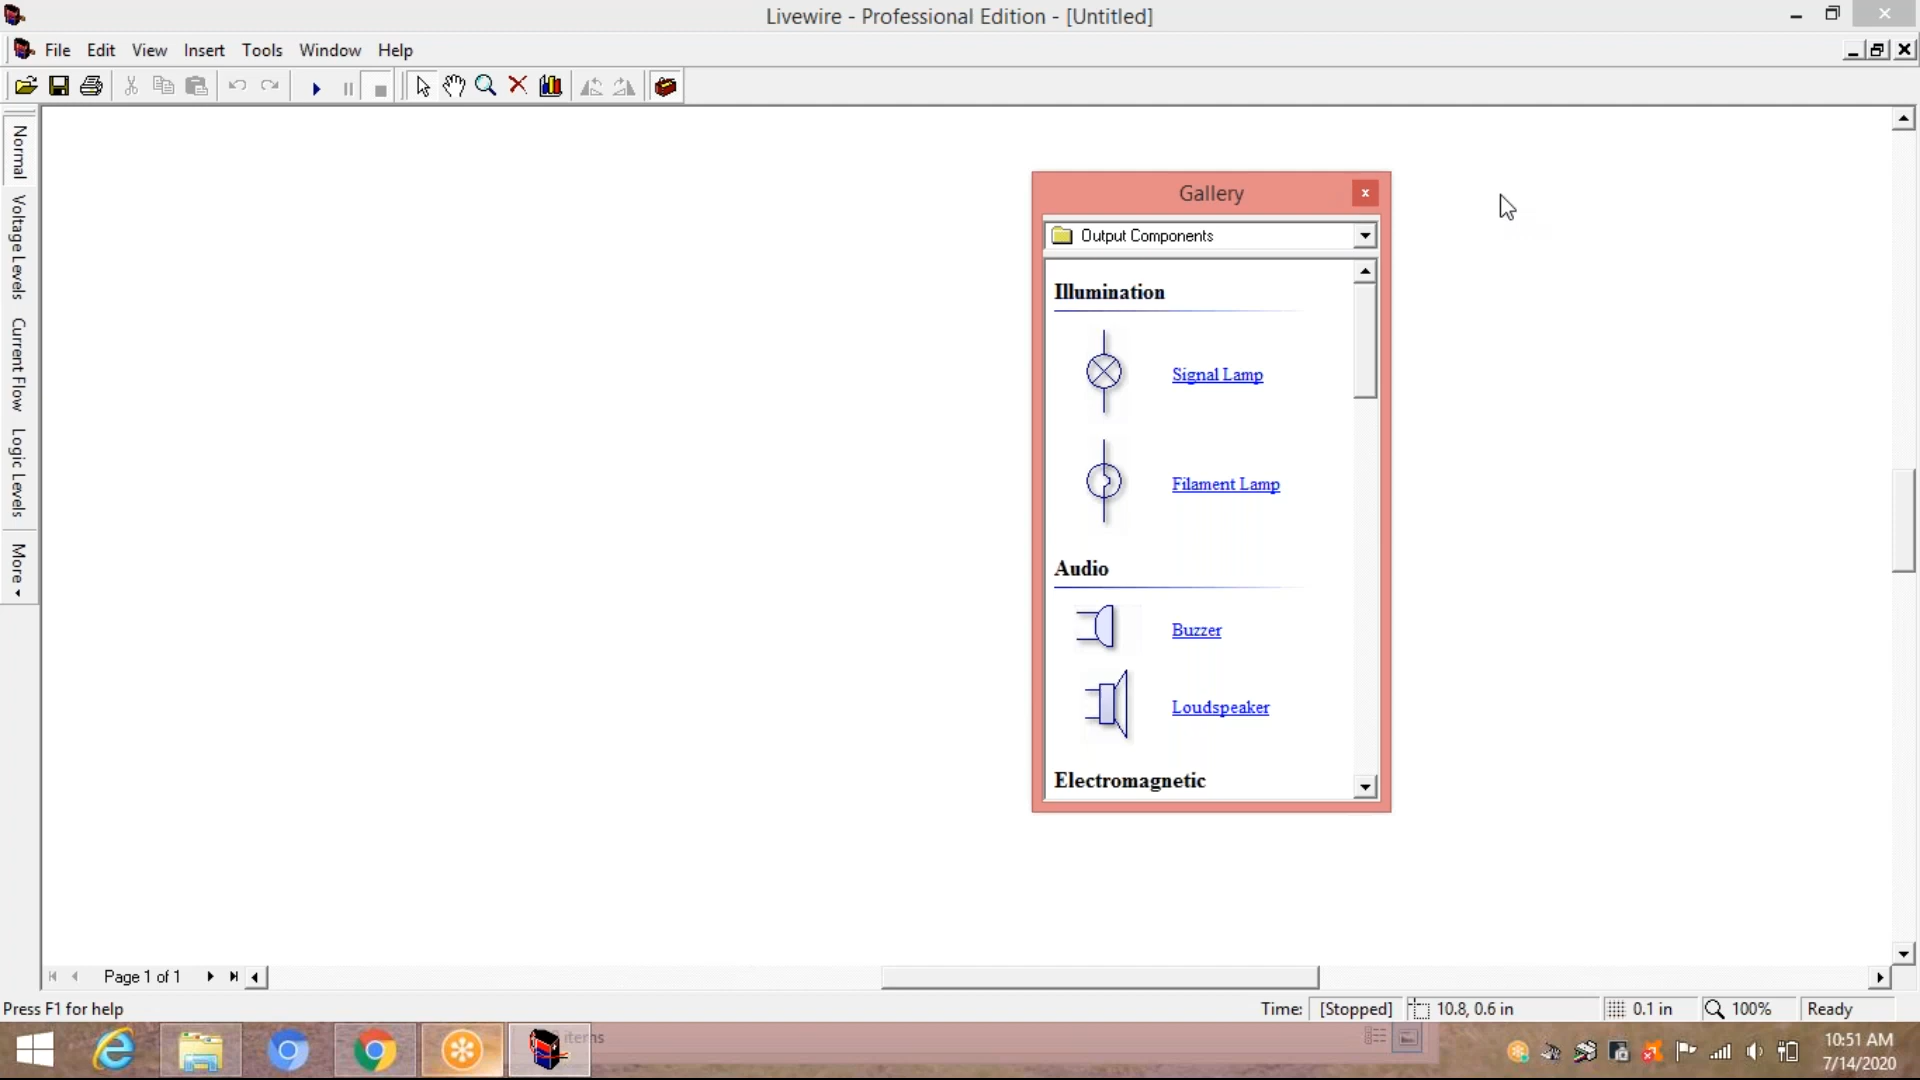 Livewire - Professional Edition - [Untitled]
File Edit View Insert Tools Window Help
Normal
Voltage Levels
Current Flow
Logic Levels
More
Gallery
Output Components
Illumination
Signal Lamp
Filament Lamp
Audio
Buzzer
Loudspeaker
Electromagnetic
Page 1 of 1
Press F1 for help
Time: [Stopped] 10.8, 0.6 in 0.1 in 100% Ready
items
10:51 AM
7/14/2020